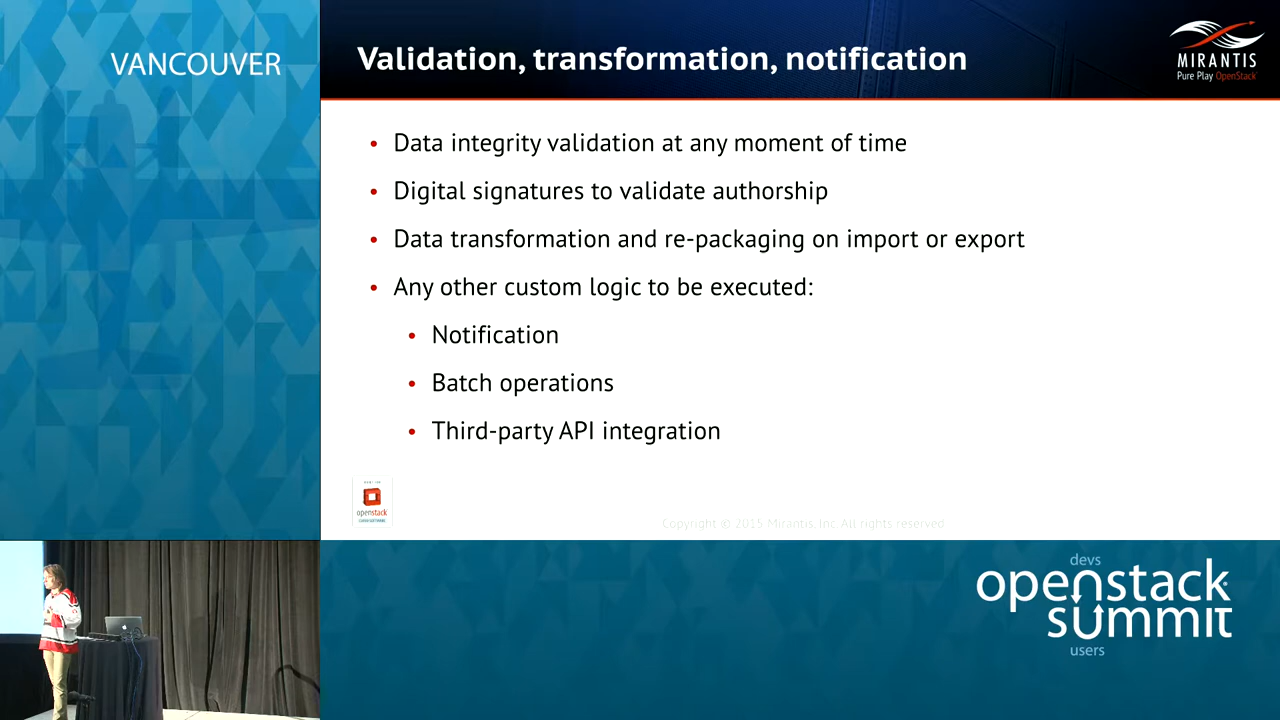 VANCOUVER
Validation, transformation, notification
MIRANTIS
Pure Play OpenStack
• Data integrity validation at any moment of time
• Digital signatures to validate authorship
• Data transformation and re-packaging on import or export
• Any other custom logic to be executed:
• Notification
• Batch operations
• Third-party API integration
openstack
CLOUD SOFTWARE
Copyright © 2015 Mirantis, Inc. All rights reserved
devs
openstack
summit
users